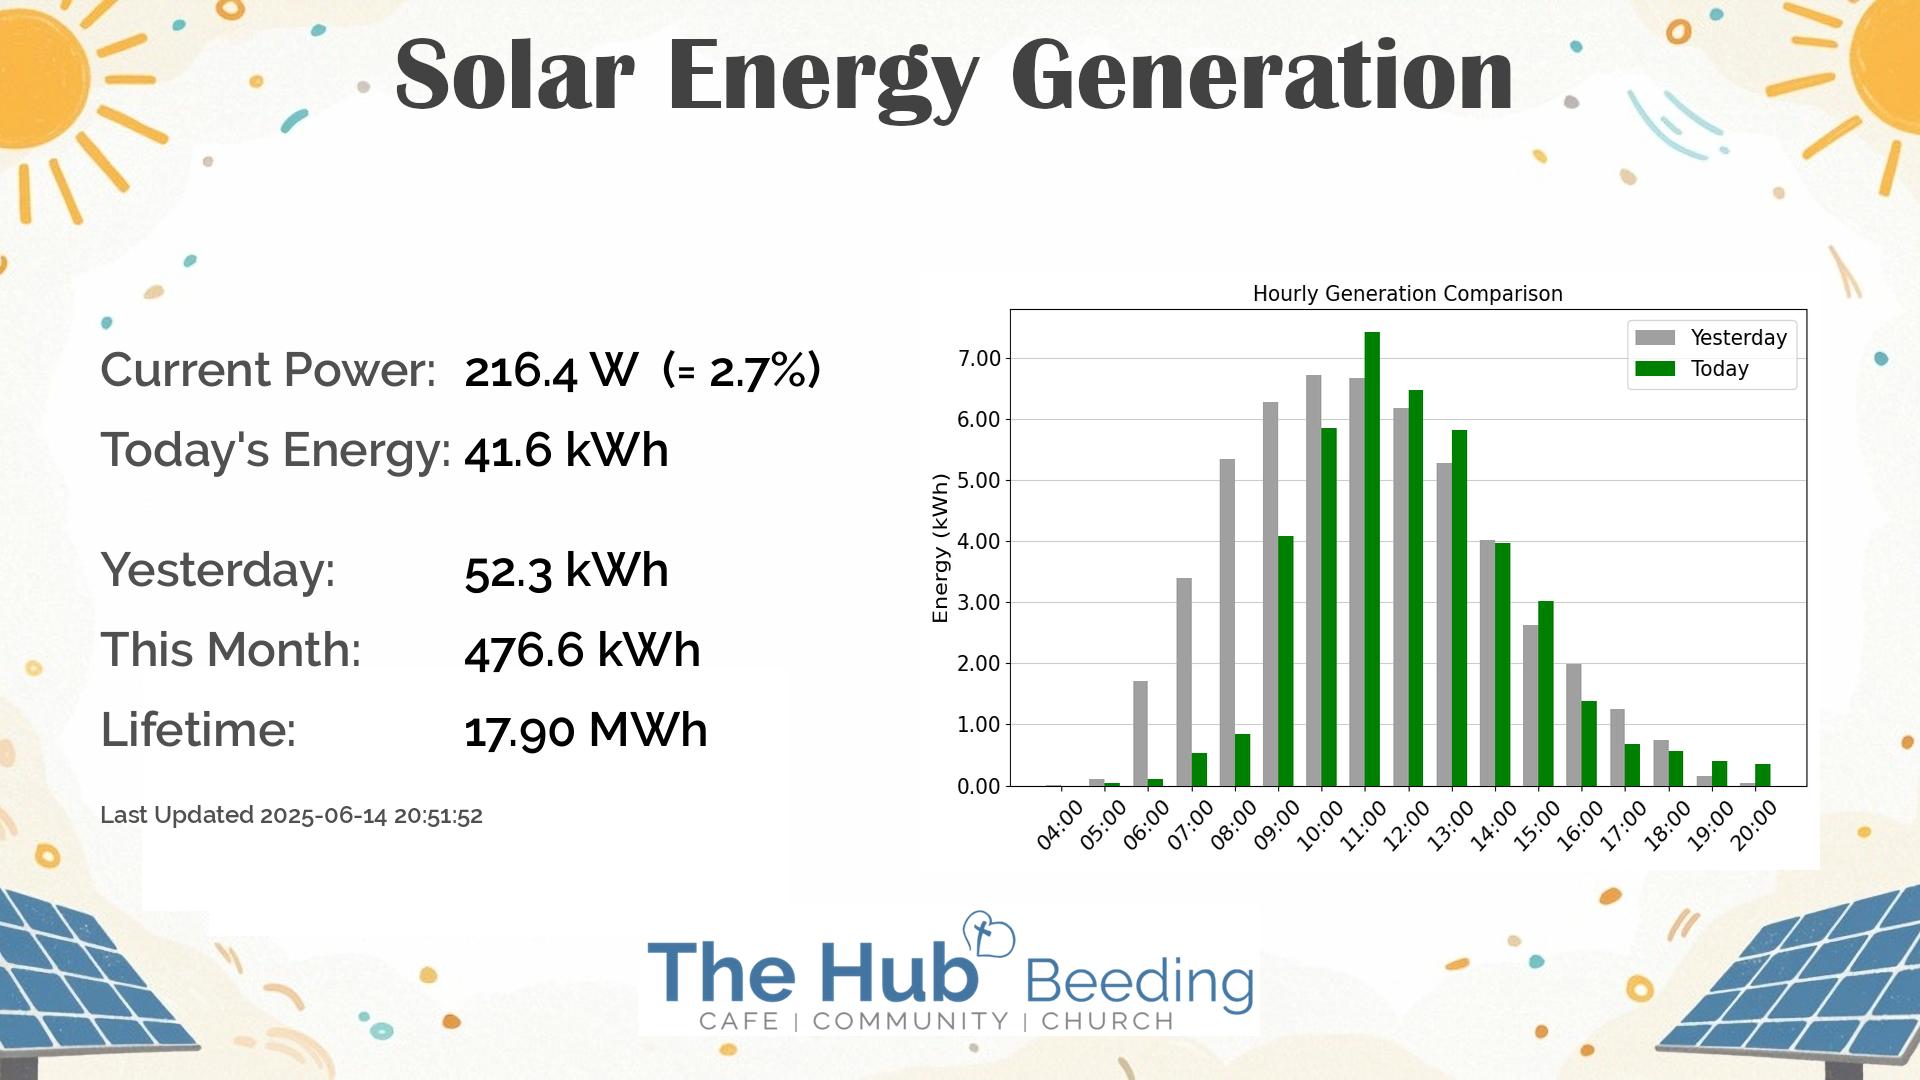 Solar Energy Generation
Current Power: 216.4 W (= 2.7%)
Today's Energy: 41.6 kWh
Yesterday: 52.3 kWh
This Month: 476.6 kWh
Lifetime: 17.90 MWh
Last Updated 2025-06-14 20:51:52
Hourly Generation Comparison
Yesterday
Today
Energy (kWh)
7.00
6.00
5.00
4.00
3.00
2.00
1.00
0.00
04:00 05:00 06:00 07:00 08:00 09:00 10:00 11:00 12:00 13:00 14:00 15:00 16:00 17:00 18:00 19:00 20:00
The Hub Beeding
CAFE | COMMUNITY | CHURCH